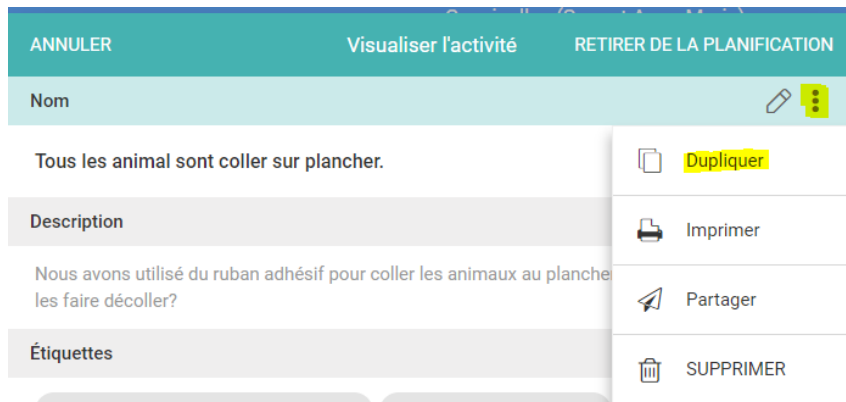 ANNULER Visualiser l'activité RETIRER DE LA PLANIFICATION
Nom
Tous les animal sont coller sur plancher.
Dupliquer
Description
Imprimer
Nous avons utilisé du ruban adhésif pour coller les animaux au
les faire décoller?
Partager
Étiquettes
SUPPRIMER